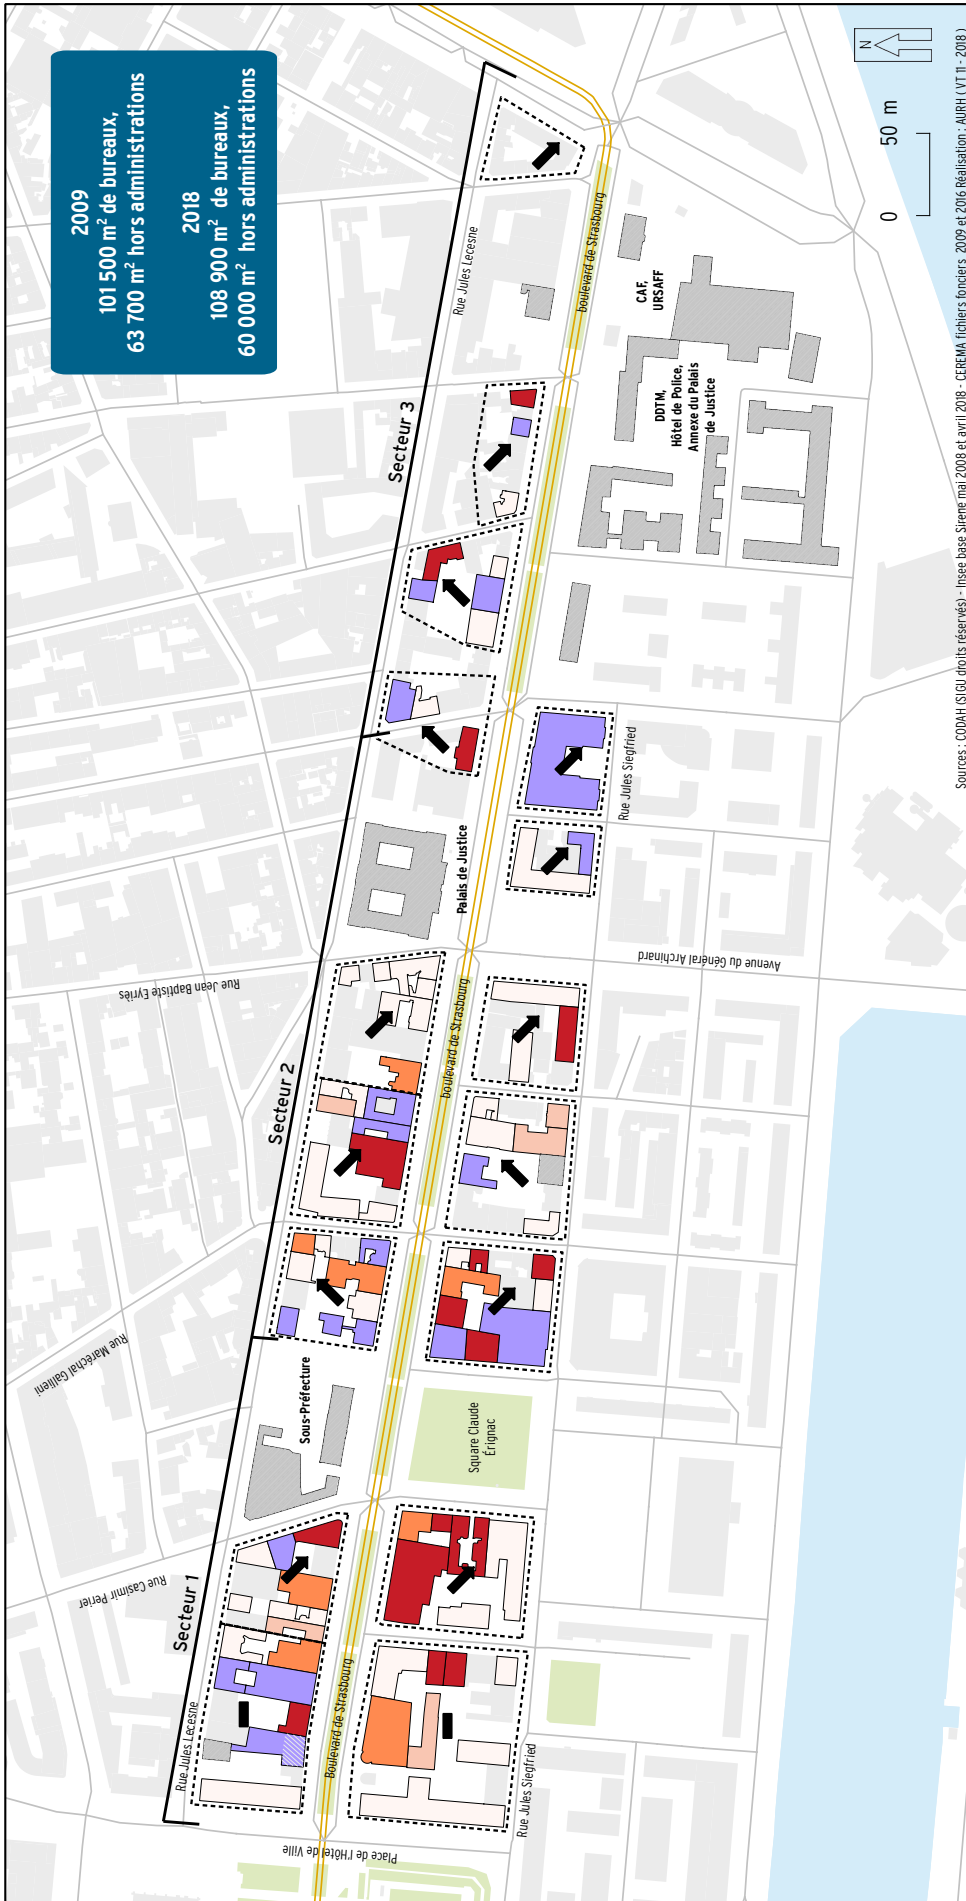 2009
101 500 m² de bureaux,
63 700 m² hors administrations
2018
108 900 m² de bureaux,
60 000 m² hors administrations
Secteur 1
Secteur 2
Secteur 3
Rue Jules Lecesne
Rue Casimir Perier
Rue Maréchal Gallieni
Rue Jean Baptiste Eyriès
Rue Jules Lecesne
Sous-Préfecture
Palais de Justice
Place de l'Hôtel de Ville
Boulevard de Strasbourg
boulevard de Strasbourg
boulevard de Strasbourg
Square Claude
Érignac
Rue Jules Siegfried
Avenue du Général Archinard
Rue Jules Siegfried
DDTM,
Hôtel de Police,
Annexe du Palais
de Justice
CAF,
URSAFF
0 50 m
N
Sources : CODAH (SIGU droits réservés) - Insee base Sirene mai 2008 et avril 2018 - CEREMA fichiers fonciers 2009 et 2016 Réalisation : AURH ( VT 11 - 2018 )